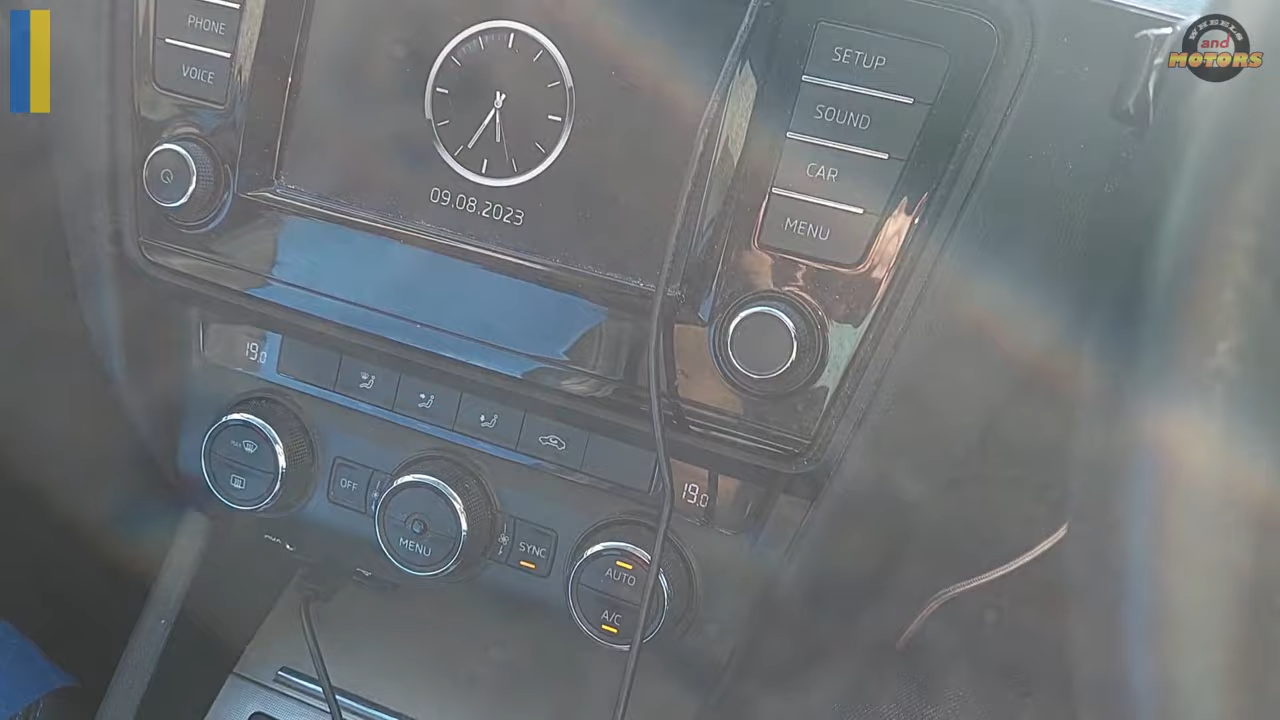 PHONE
VOICE
SETUP
SOUND
CAR
MENU
09.08.2023
19.0
MAX
OFF
MENU
SYNC
19.0
AUTO
A/C
WHEELS
and
MOTORS